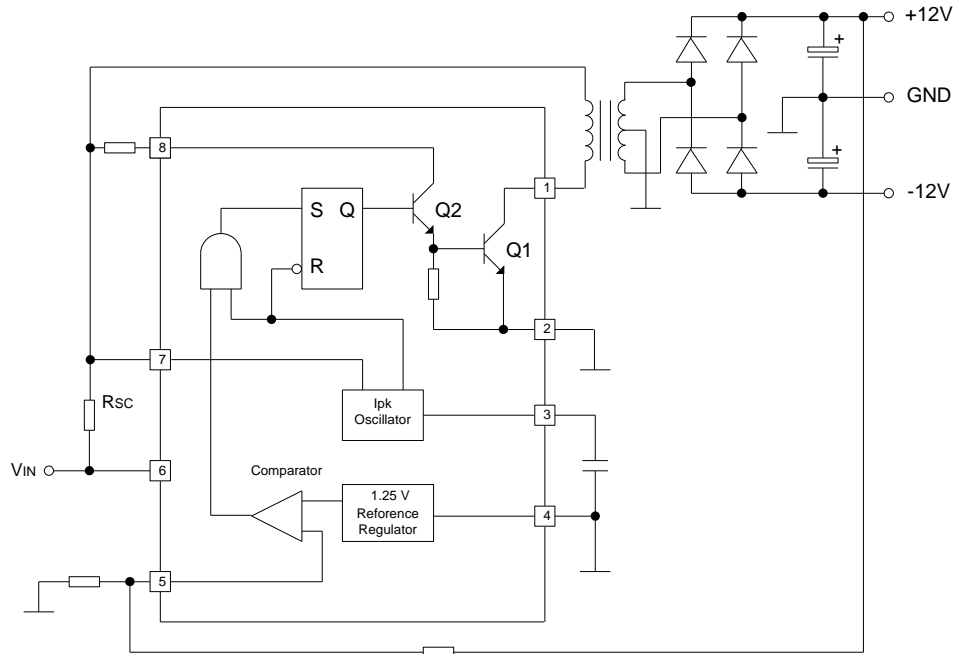 +12V
+
GND
8
1
+
S Q
Q2
-12V
Q1
R
2
7
RSC
Ipk
Oscillator
3
VIN
6
Comparator
1.25 V
Reforence
Regulator
4
5